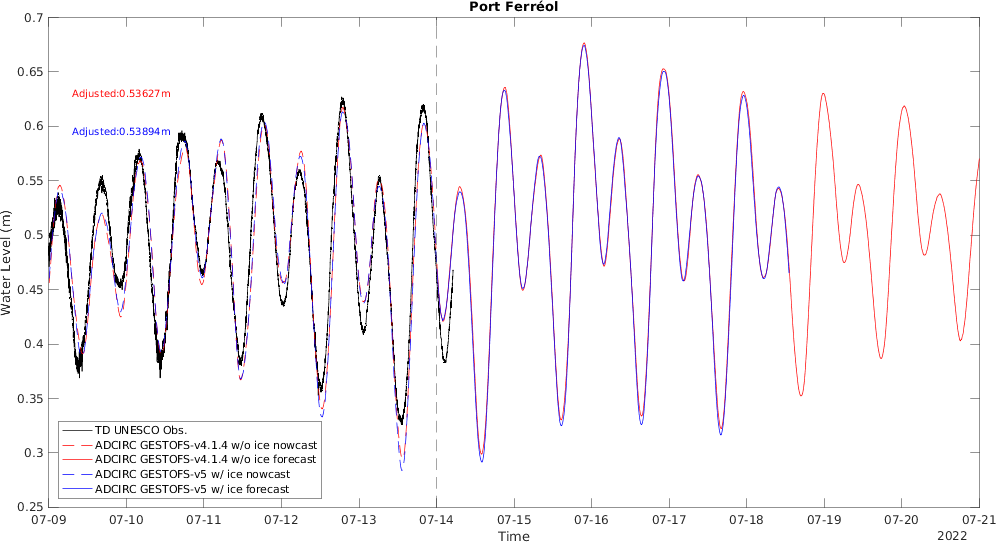 Port Ferréol
0.7
0.65
0.6
0.55
0.5
0.45
0.4
0.35
0.3
0.25
Water Level (m)
Adjusted:0.53627m
Adjusted:0.53894m
TD UNESCO Obs.
ADCIRC GESTOFS-v4.1.4 w/o ice nowcast
ADCIRC GESTOFS-v4.1.4 w/o ice forecast
ADCIRC GESTOFS-v5 w/ ice nowcast
ADCIRC GESTOFS-v5 w/ ice forecast
07-09 07-10 07-11 07-12 07-13 07-14 07-15 07-16 07-17 07-18 07-19 07-20 07-21
Time
2022